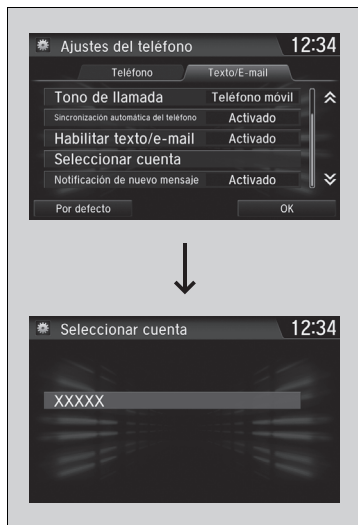 Ajustes del teléfono 12:34
Teléfono Texto/E-mail
Tono de llamada Teléfono móvil
Sincronización automática del teléfono Activado
Habilitar texto/e-mail Activado
Seleccionar cuenta
Notificación de nuevo mensaje Activado
Por defecto OK
Seleccionar cuenta 12:34
XXXXX